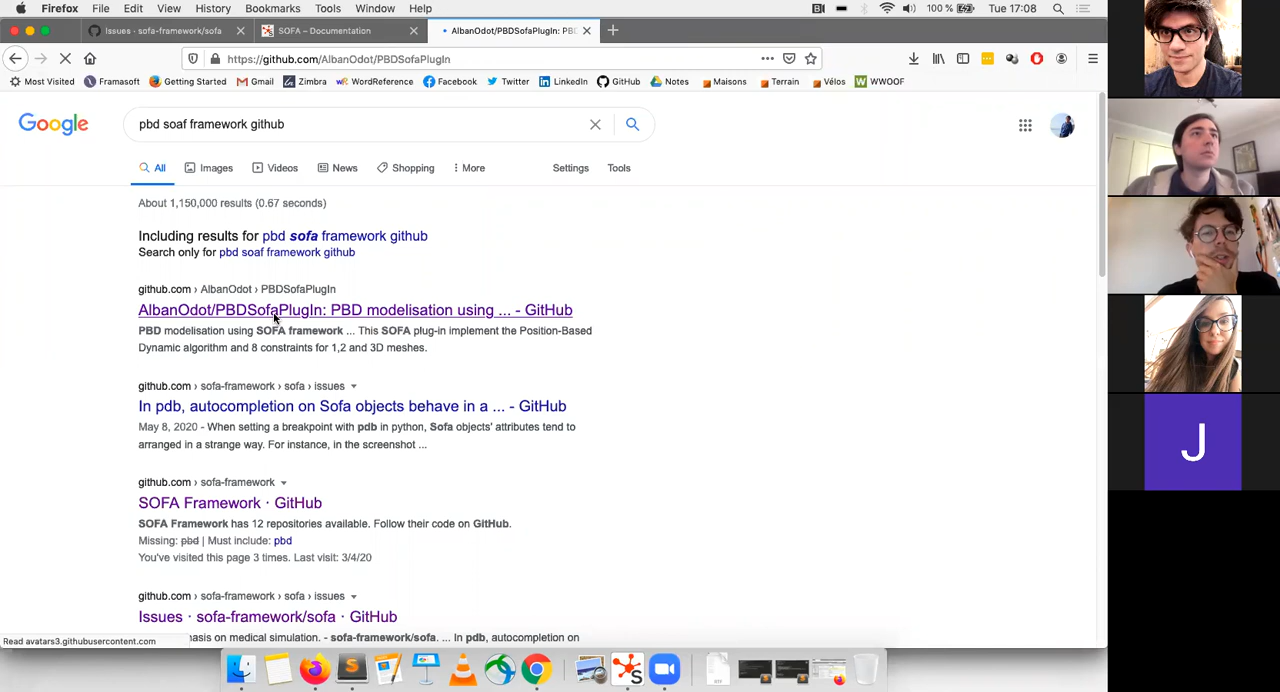 Firefox File Edit View History Bookmarks Tools Window Help 100 % Tue 17:08
Issues · sofa-framework/sofa SOFA – Documentation AlbanOdot/PBDSofaPlugIn: PBD
https://github.com/AlbanOdot/PBDSofaPlugIn
Most Visited Framasoft Getting Started Gmail Zimbra WordReference Facebook Twitter LinkedIn GitHub Notes Maisons Terrain Vélos WWOOF
Google pbd soaf framework github
All Images Videos News Shopping More Settings Tools
About 1,150,000 results (0.67 seconds)
Including results for pbd sofa framework github
Search only for pbd soaf framework github
github.com › AlbanOdot › PBDSofaPlugIn
AlbanOdot/PBDSofaPlugIn: PBD modelisation using ... - GitHub
PBD modelisation using SOFA framework ... This SOFA plug-in implement the Position-Based
Dynamic algorithm and 8 constraints for 1,2 and 3D meshes.
github.com › sofa-framework › sofa › issues
In pdb, autocompletion on Sofa objects behave in a ... - GitHub
May 8, 2020 - When setting a breakpoint with pdb in python, Sofa objects' attributes tend to
arranged in a strange way. For instance, in the screenshot ...
github.com › sofa-framework
SOFA Framework · GitHub
SOFA Framework has 12 repositories available. Follow their code on GitHub.
Missing: pbd | Must include: pbd
You've visited this page 3 times. Last visit: 3/4/20
github.com › sofa-framework › sofa › issues
Issues · sofa-framework/sofa · GitHub
Read avatars3.githubusercontent.com
on medical simulation. - sofa-framework/sofa. ... In pdb, autocompletion on
J